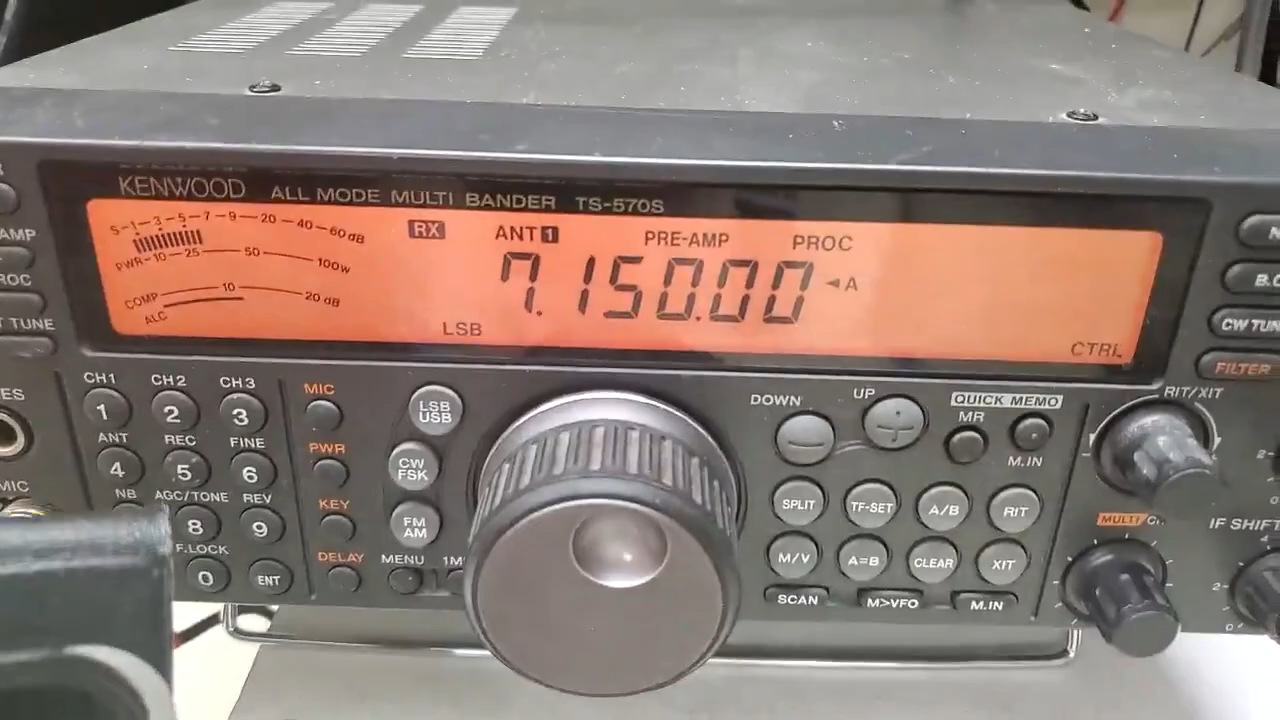 KENWOOD ALL MODE MULTI BANDER TS-570S
S-1-3-5-7-9-20-40-60dB
RX ANT 1 PRE-AMP PROC
PWR-10-25-50-100W
7.150.00 ◄A
COMP 10 20 dB
ALC
LSB
CTRL
AMP
TUNE
CW TUN
FILTER
CH1 CH2 CH3
1 2 3
ANT REC FINE
4 5 6
NB AGC/TONE REV
8 9
F.LOCK
0 ENT
MIC
PWR
KEY
DELAY
LSB
USB
CW
FSK
FM
AM
MENU 1M
DOWN UP
QUICK MEMO
MR
M.IN
SPLIT TF-SET A/B RIT
M/V A=B CLEAR XIT
SCAN M>VFO M.IN
RIT/XIT
MULTI
IF SHIFT
MIC